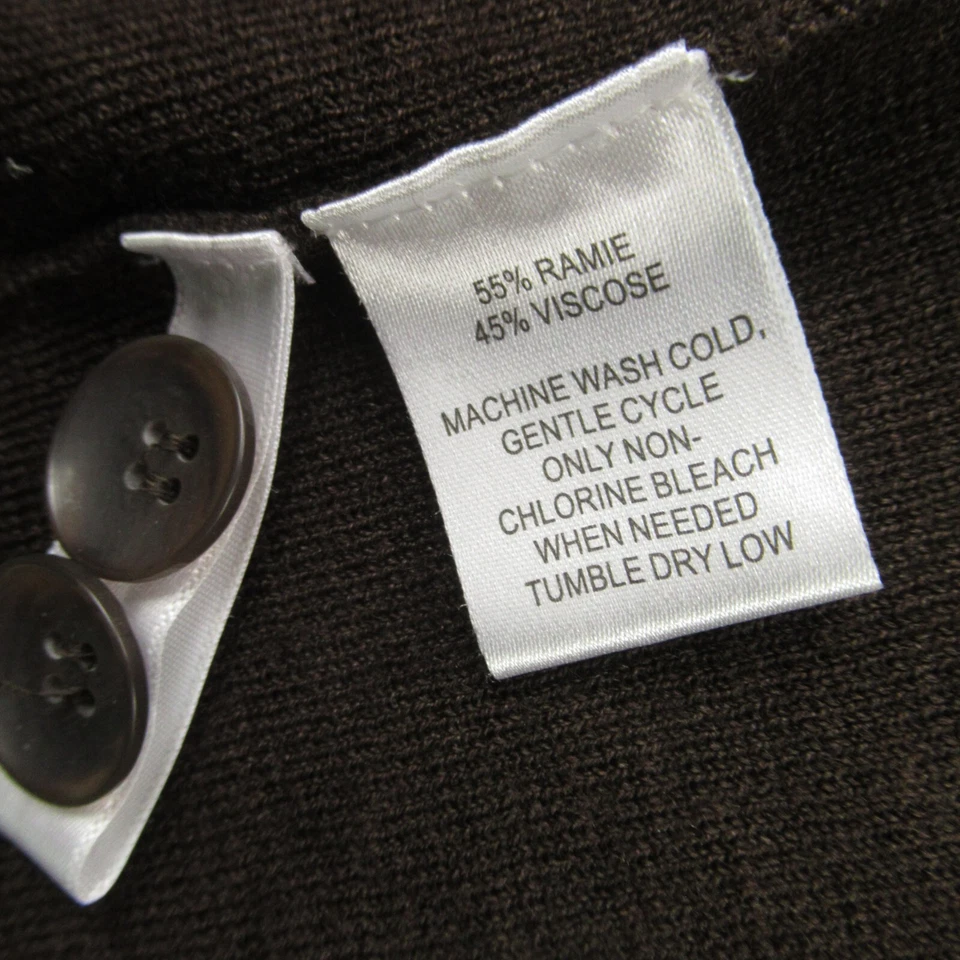 55% RAMIE
45% VISCOSE
MACHINE WASH COLD,
GENTLE CYCLE
ONLY NON-
CHLORINE BLEACH
WHEN NEEDED
TUMBLE DRY LOW